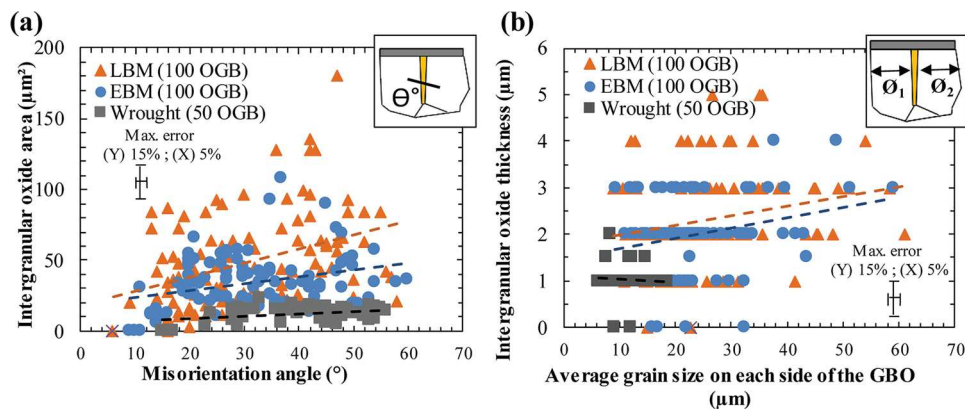 (a)
200
150
100
50
0
Intergranular oxide area (µm²)
LBM (100 OGB)
EBM (100 OGB)
Wrought (50 OGB)
Max. error
(Y) 15% ; (X) 5%
Θ°
0 10 20 30 40 50 60 70
Misorientation angle (°)
(b)
6
5
4
3
2
1
0
Intergranular oxide thickness (µm)
LBM (100 OGB)
EBM (100 OGB)
Wrought (50 OGB)
Ø1 Ø2
Max. error
(Y) 15% ; (X) 5%
0 10 20 30 40 50 60 70
Average grain size on each side of the GBO
(µm)